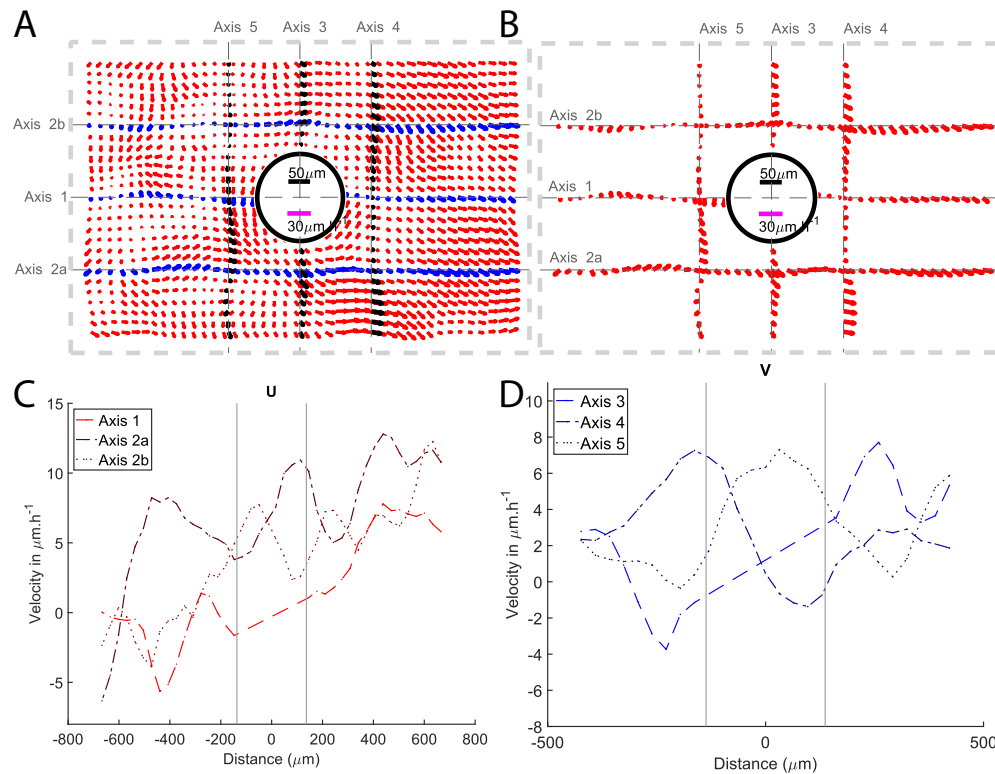 A
Axis 5
Axis 3
Axis 4
Axis 2b
Axis 1
Axis 2a
50μm
30μm.h⁻¹
B
Axis 5
Axis 3
Axis 4
Axis 2b
Axis 1
Axis 2a
50μm
30μm.h⁻¹
C
U
15
10
5
0
-5
Velocity in μm.h⁻¹
Axis 1
Axis 2a
Axis 2b
-800
-600
-400
-200
0
200
400
600
800
Distance (μm)
D
V
10
8
6
4
2
0
-2
-4
-6
-8
Velocity in μm.h⁻¹
Axis 3
Axis 4
Axis 5
-500
0
500
Distance (μm)